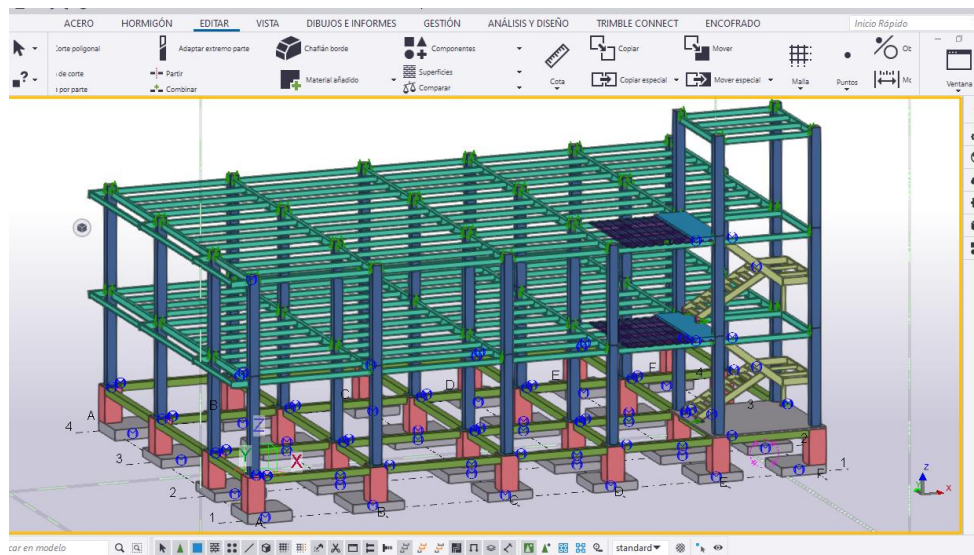 ACERO HORMIGÓN EDITAR VISTA DIBUJOS E INFORMES GESTIÓN ANÁLISIS Y DISEÑO TRIMBLE CONNECT ENCOFRADO Inicio Rápido
Corte poligonal Adaptar extremo parte Chaflán borde Componentes Copiar Mover
de corte Partir Material añadido Superficies Cota Copiar especial Mover especial Malla Puntos Ventana
por parte Combinar Comparar
A B C D E F 4
4 3
3 2
2 1
1 A B C D E F
Z
Y X
z
x
car en modelo standard